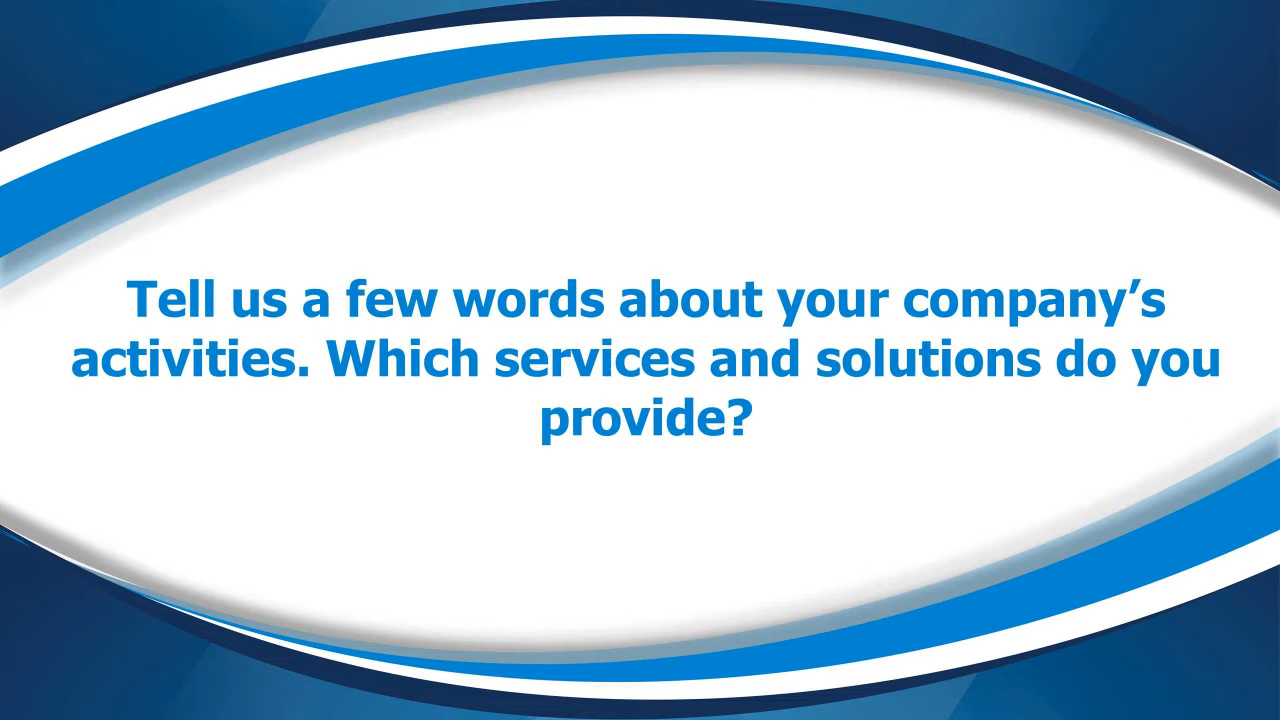 Tell us a few words about your company’s
activities. Which services and solutions do you
provide?